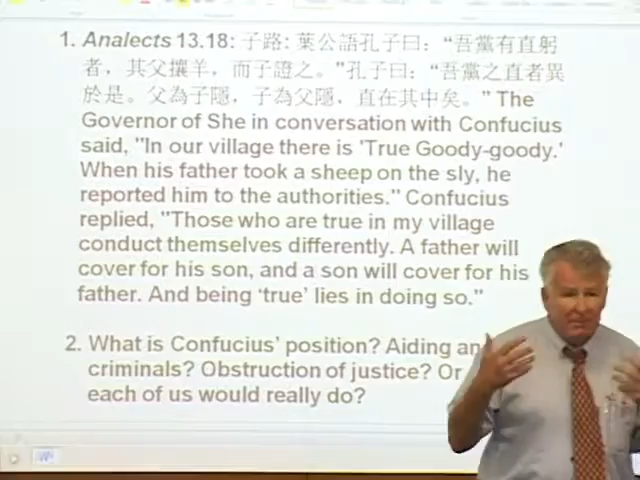 1. Analects 13.18: 子路: 葉公語孔子曰：“吾黨有直躬
者，其父攘羊，而子證之。”孔子曰：“吾黨之直者異
於是。父為子隱，子為父隱，直在其中矣。” The
Governor of She in conversation with Confucius
said, "In our village there is 'True Goody-goody.'
When his father took a sheep on the sly, he
reported him to the authorities." Confucius
replied, "Those who are true in my village
conduct themselves differently. A father will
cover for his son, and a son will cover for his
father. And being ‘true’ lies in doing so."
2. What is Confucius’ position? Aiding
criminals? Obstruction of justice? Or
each of us would really do?